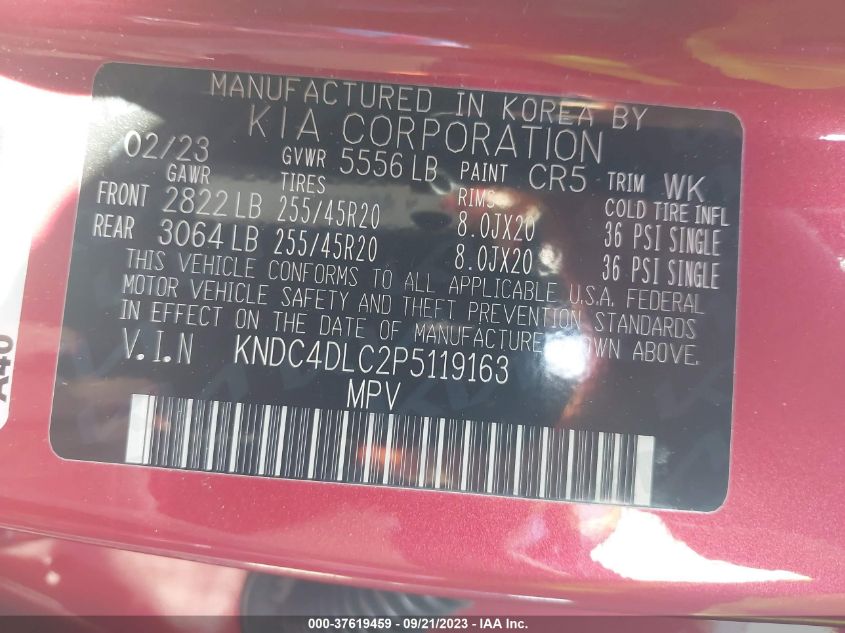 MANUFACTURED IN KOREA BY
KIA CORPORATION
02/23 GVWR 5556 LB PAINT CR5 TRIM WK
GAWR TIRES RIMS COLD TIRE INFL
FRONT 2822 LB 255/45R20 8.0JX20 36 PSI SINGLE
REAR 3064 LB 255/45R20 8.0JX20 36 PSI SINGLE
THIS VEHICLE CONFORMS TO ALL APPLICABLE U.S.A. FEDERAL
MOTOR VEHICLE SAFETY AND THEFT PREVENTION STANDARDS
IN EFFECT ON THE DATE OF MANUFACTURE SHOWN ABOVE.
V.I.N KNDC4DLC2P5119163
MPV
A40
000-37619459 - 09/21/2023 - IAA Inc.